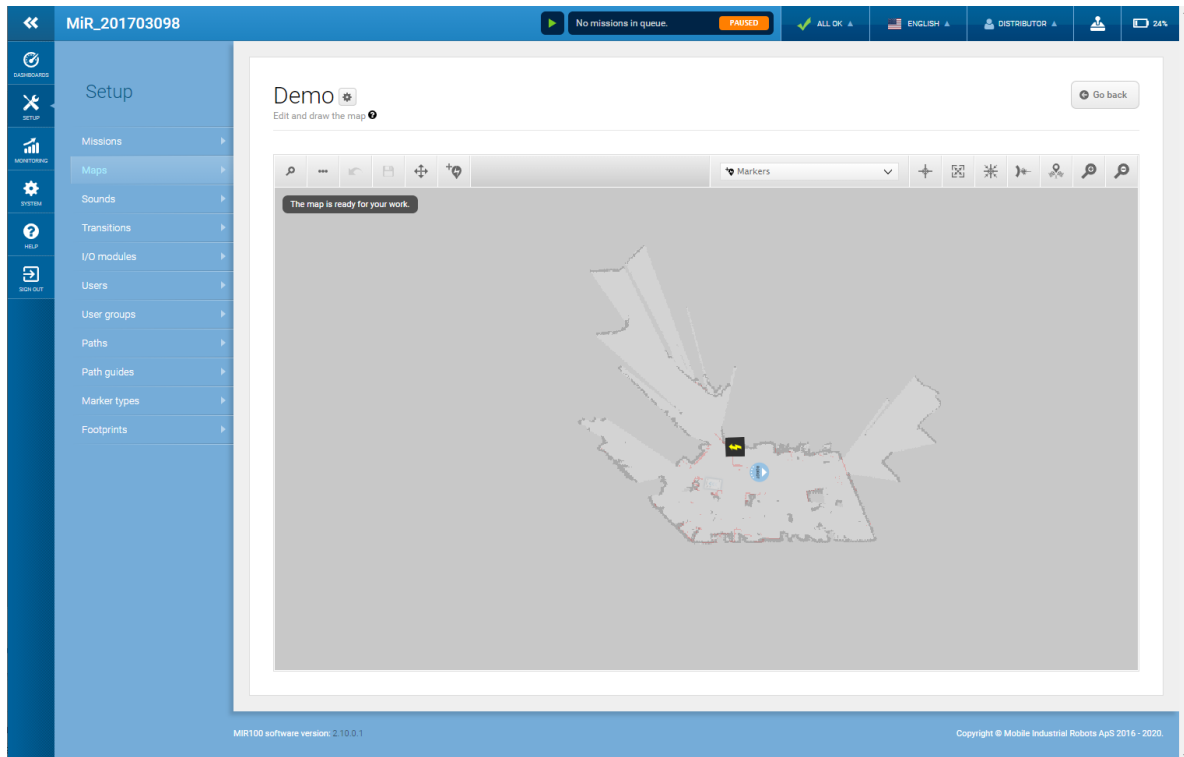 MiR_201703098
No missions in queue.
PAUSED
ALL OK
ENGLISH
DISTRIBUTOR
24%
DASHBOARDS
SETUP
MONITORING
SYSTEM
HELP
SIGN OUT
Setup
Missions
Maps
Sounds
Transitions
I/O modules
Users
User groups
Paths
Path guides
Marker types
Footprints
Demo
Edit and draw the map
Go back
Markers
The map is ready for your work.
MIR100 software version: 2.10.0.1
Copyright © Mobile Industrial Robots ApS 2016 - 2020.